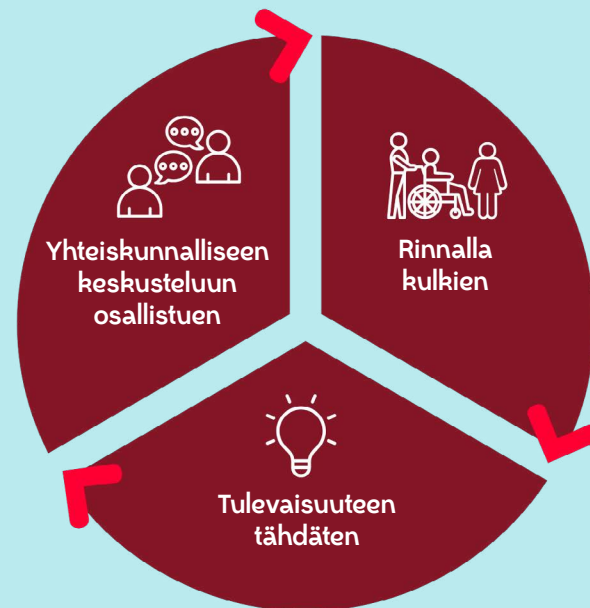 Yhteiskunnalliseen
keskusteluun
osallistuen
Rinnalla
kulkien
Tulevaisuuteen
tähdäten